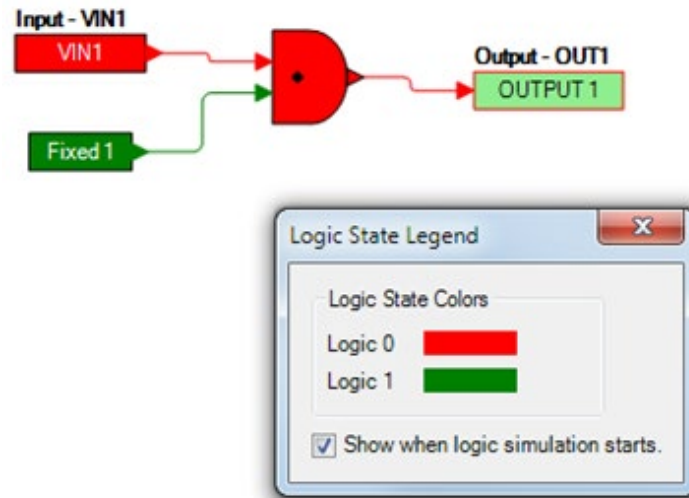 Input - VIN1
VIN1
Output - OUT1
OUTPUT 1
Fixed 1
Logic State Legend
Logic State Colors
Logic 0
Logic 1
Show when logic simulation starts.